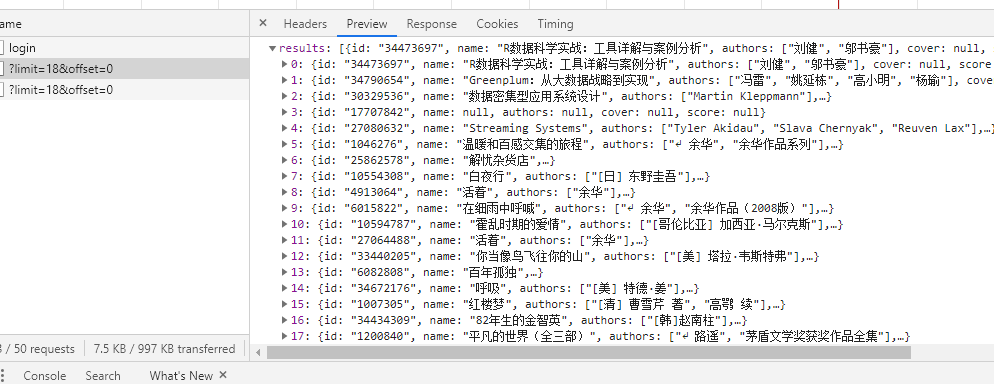 ame
login
?limit=18&offset=0
?limit=18&offset=0
/ 50 requests 7.5 KB / 997 KB transferred
× Headers Preview Response Cookies Timing
▼results: [{id: "34473697", name: "R数据科学实战：工具详解与案例分析", authors: ["刘健", "邬书豪"], cover: null,
▶ 0: {id: "34473697", name: "R数据科学实战：工具详解与案例分析", authors: ["刘健", "邬书豪"], cover: null, score
▶ 1: {id: "34790654", name: "Greenplum：从大数据战略到实现", authors: ["冯雷", "姚延栋", "高小明", "杨瑜"], cove
▶ 2: {id: "30329536", name: "数据密集型应用系统设计", authors: ["Martin Kleppmann"],…}
▶ 3: {id: "17707842", name: null, authors: null, cover: null, score: null}
▶ 4: {id: "27080632", name: "Streaming Systems", authors: ["Tyler Akidau", "Slava Chernyak", "Reuven Lax"],…}
▶ 5: {id: "1046276", name: "温暖和百感交集的旅程", authors: ["↵ 余华", "余华作品系列"],…}
▶ 6: {id: "25862578", name: "解忧杂货店",…}
▶ 7: {id: "10554308", name: "白夜行", authors: ["[日] 东野圭吾"],…}
▶ 8: {id: "4913064", name: "活着", authors: ["余华"],…}
▶ 9: {id: "6015822", name: "在细雨中呼喊", authors: ["↵ 余华", "余华作品（2008版）"],…}
▶ 10: {id: "10594787", name: "霍乱时期的爱情", authors: ["[哥伦比亚] 加西亚·马尔克斯"],…}
▶ 11: {id: "27064488", name: "活着", authors: ["余华"],…}
▶ 12: {id: "33440205", name: "你当像鸟飞往你的山", authors: ["[美] 塔拉·韦斯特弗"],…}
▶ 13: {id: "6082808", name: "百年孤独",…}
▶ 14: {id: "34672176", name: "呼吸", authors: ["[美] 特德·姜"],…}
▶ 15: {id: "1007305", name: "红楼梦", authors: ["[清] 曹雪芹 著", "高鹗 续"],…}
▶ 16: {id: "34434309", name: "82年生的金智英", authors: ["[韩]赵南柱"],…}
▶ 17: {id: "1200840", name: "平凡的世界（全三部）", authors: ["↵ 路遥", "茅盾文学奖获奖作品全集"],…}
Console Search What's New ×